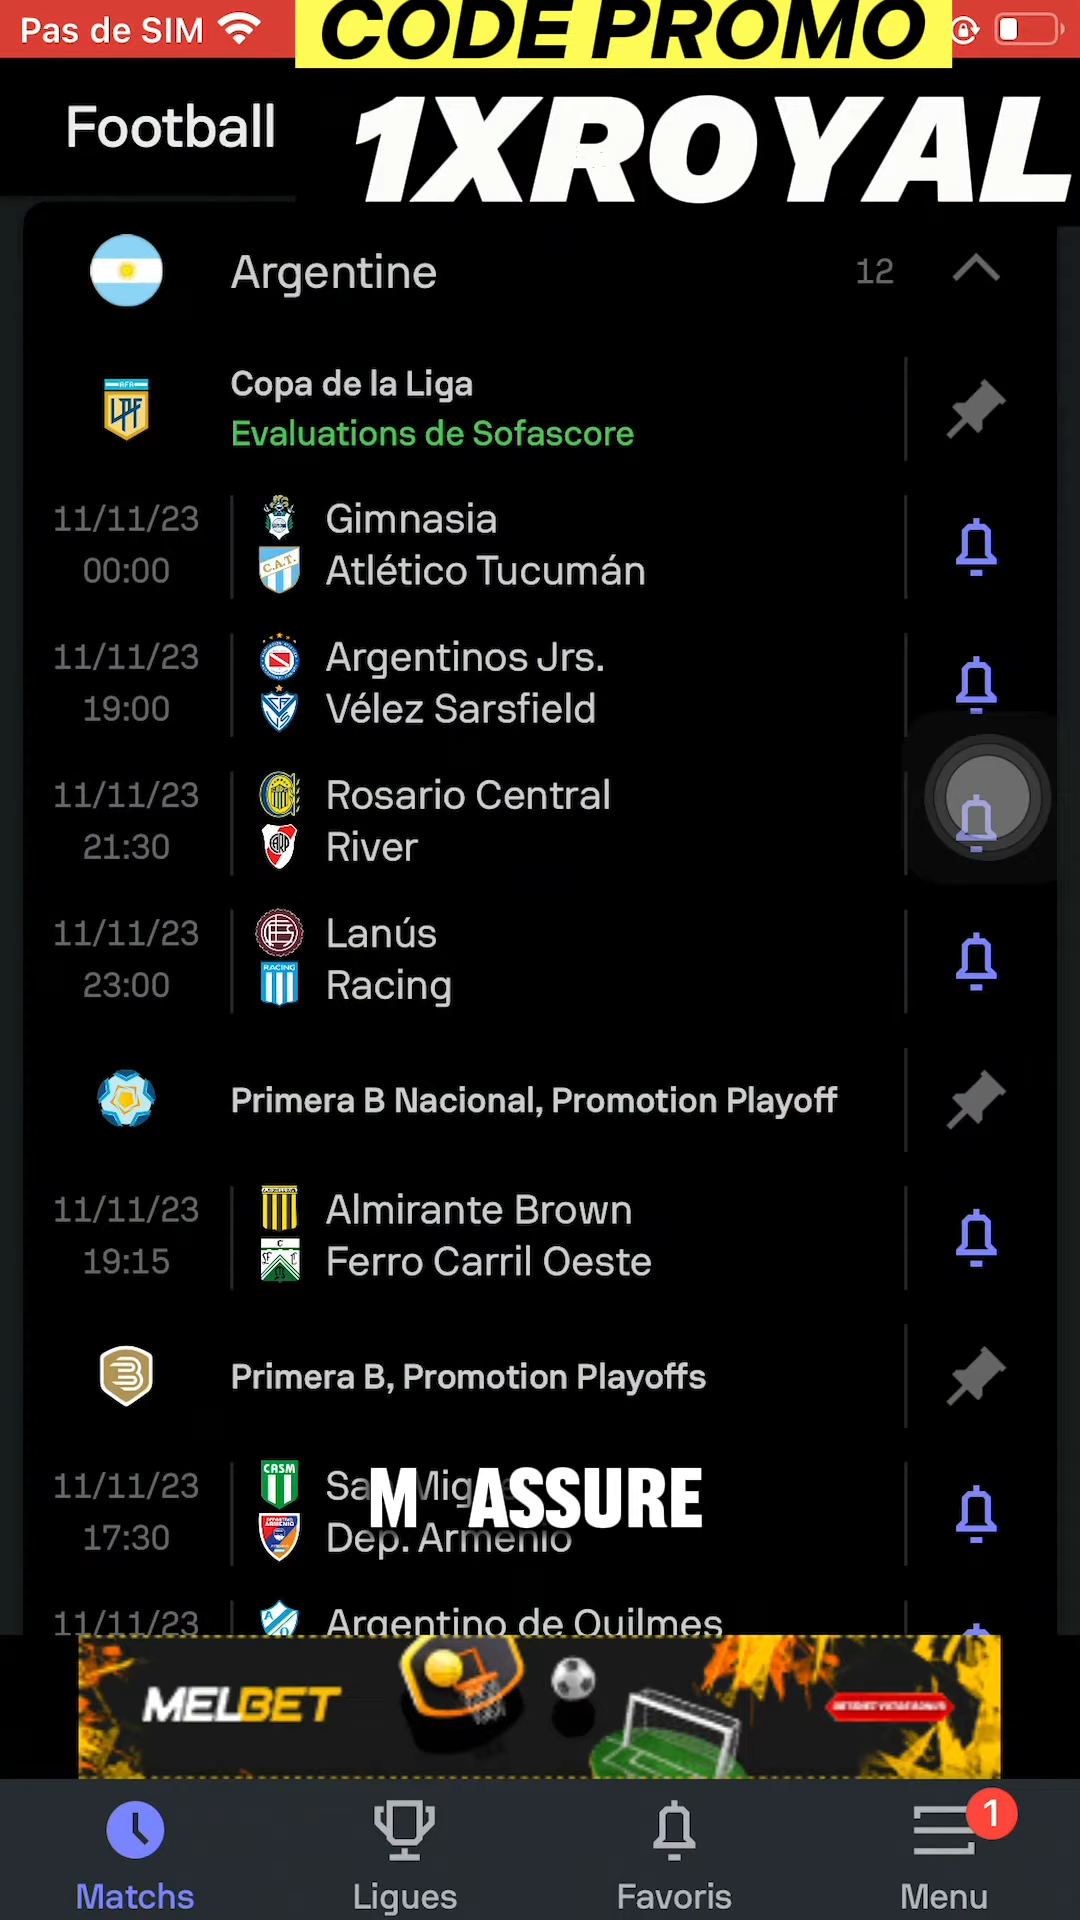 Pas de SIM
CODE PROMO
1XROYAL
Football
Argentine
12
Copa de la Liga
Evaluations de Sofascore
11/11/23
00:00
Gimnasia
Atlético Tucumán
11/11/23
19:00
Argentinos Jrs.
Vélez Sarsfield
11/11/23
21:30
Rosario Central
River
11/11/23
23:00
Lanús
Racing
Primera B Nacional, Promotion Playoff
11/11/23
19:15
Almirante Brown
Ferro Carril Oeste
Primera B, Promotion Playoffs
11/11/23
17:30
M ASSURE
Dep. Armenio
11/11/23
Argentino de Quilmes
MELBET
1
Matchs
Ligues
Favoris
Menu